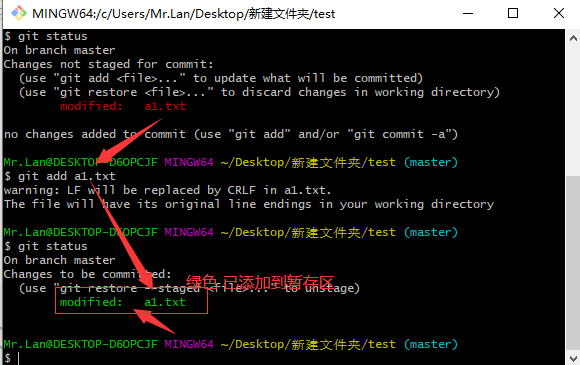 MINGW64:/c/Users/Mr.Lan/Desktop/新建文件夹/test
$ git status
On branch master
Changes not staged for commit:
  (use "git add <file>..." to update what will be committed)
  (use "git restore <file>..." to discard changes in working directory)
        modified:   a1.txt

no changes added to commit (use "git add" and/or "git commit -a")

Mr.Lan@DESKTOP-D6OPCJF MINGW64 ~/Desktop/新建文件夹/test (master)
$ git add a1.txt
warning: LF will be replaced by CRLF in a1.txt.
The file will have its original line endings in your working directory

Mr.Lan@DESKTOP-D6OPCJF MINGW64 ~/Desktop/新建文件夹/test (master)
$ git status
On branch master
Changes to be committed:
绿色 已添加到暂存区
  (use "git restore --staged <file>..." to unstage)
        modified:   a1.txt

Mr.Lan@DESKTOP-D6OPCJF MINGW64 ~/Desktop/新建文件夹/test (master)
$